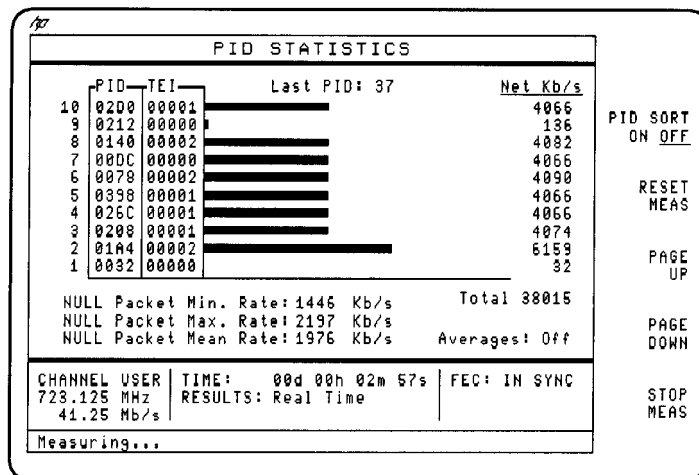 hp
PID STATISTICS
PID TEI Last PID: 37 Net Kb/s
10 02D0 00001 4066
9 0212 00000 136
8 0140 00002 4082
7 00DC 00000 4066
6 0078 00002 4090
5 0398 00001 4066
4 026C 00001 4066
3 0208 00001 4074
2 01A4 00002 6159
1 0032 00000 32
NULL Packet Min. Rate: 1446 Kb/s Total 38015
NULL Packet Max. Rate: 2197 Kb/s
NULL Packet Mean Rate: 1976 Kb/s Averages: Off
CHANNEL USER TIME: 00d 00h 02m 57s FEC: IN SYNC
723.125 MHz RESULTS: Real Time
41.25 Mb/s
Measuring...
PID SORT
ON OFF
RESET
MEAS
PAGE
UP
PAGE
DOWN
STOP
MEAS